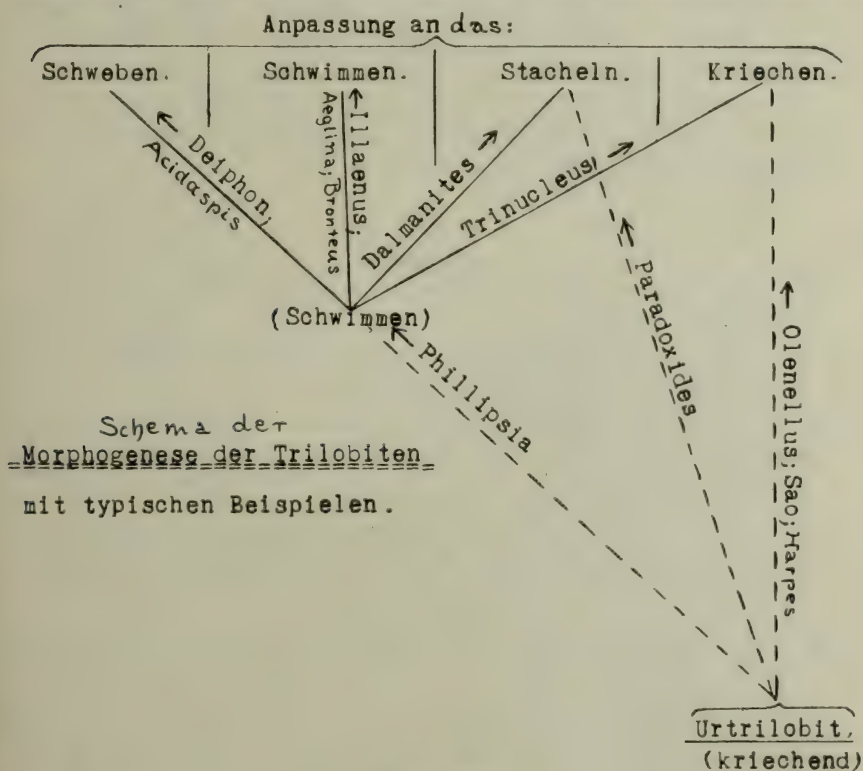 Anpassung an das:
Schweben. Schwimmen. Stacheln. Kriechen.
Deiphon;
Acidaspis
Illaenus;
Aeglina; Bronteus
Dalmanites
Trinucleus
(Schwimmen)
Phillipsia
Paradoxides
Olenellus; Sao; Harpes
Schema der
Morphogenese der Trilobiten
mit typischen Beispielen.
Urtrilobit,
(kriechend)